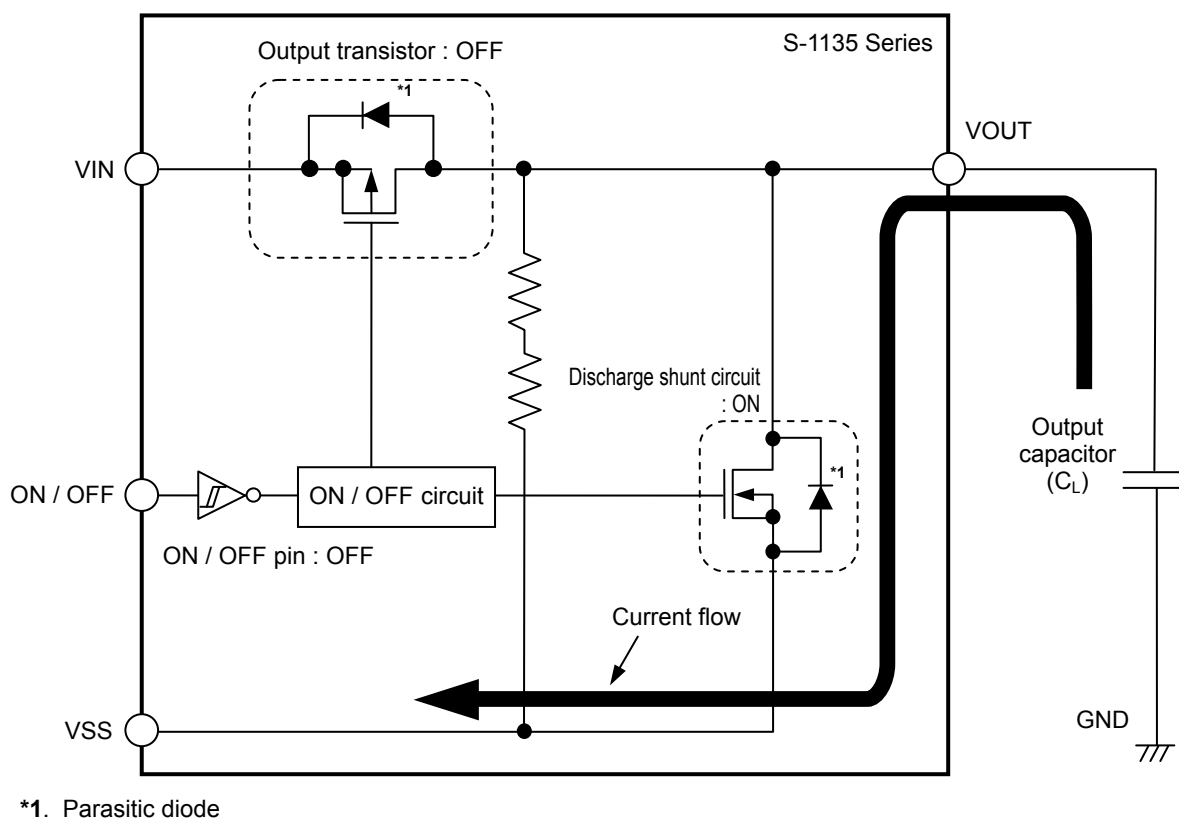 S-1135 Series
Output transistor : OFF
*1
VOUT
VIN
Discharge shunt circuit
: ON
*1
Output
capacitor
(CL)
ON / OFF
ON / OFF circuit
ON / OFF pin : OFF
Current flow
GND
VSS
*1. Parasitic diode